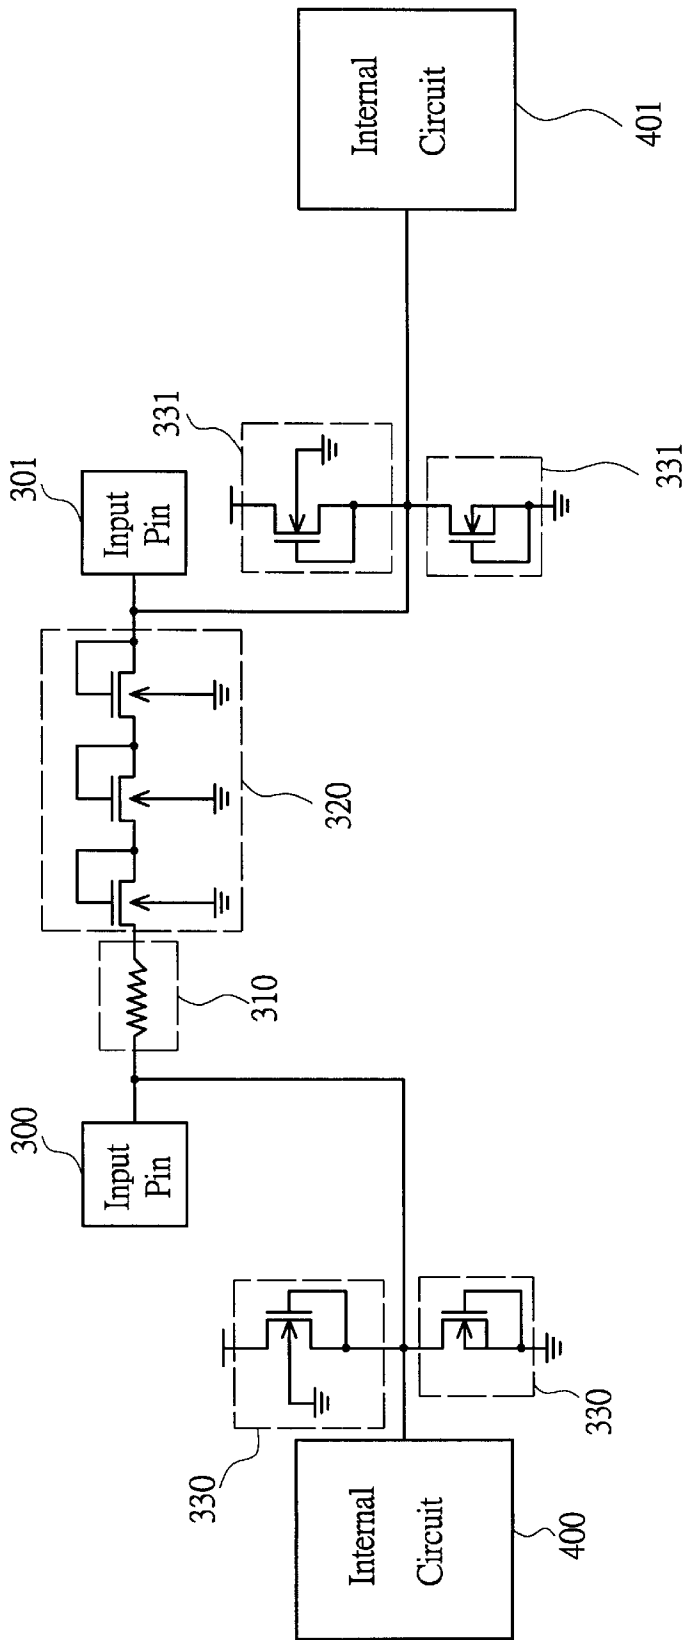 300
Input
Pin
310
320
301
Input
Pin
331
331
Internal
Circuit
401
330
330
Internal
Circuit
400